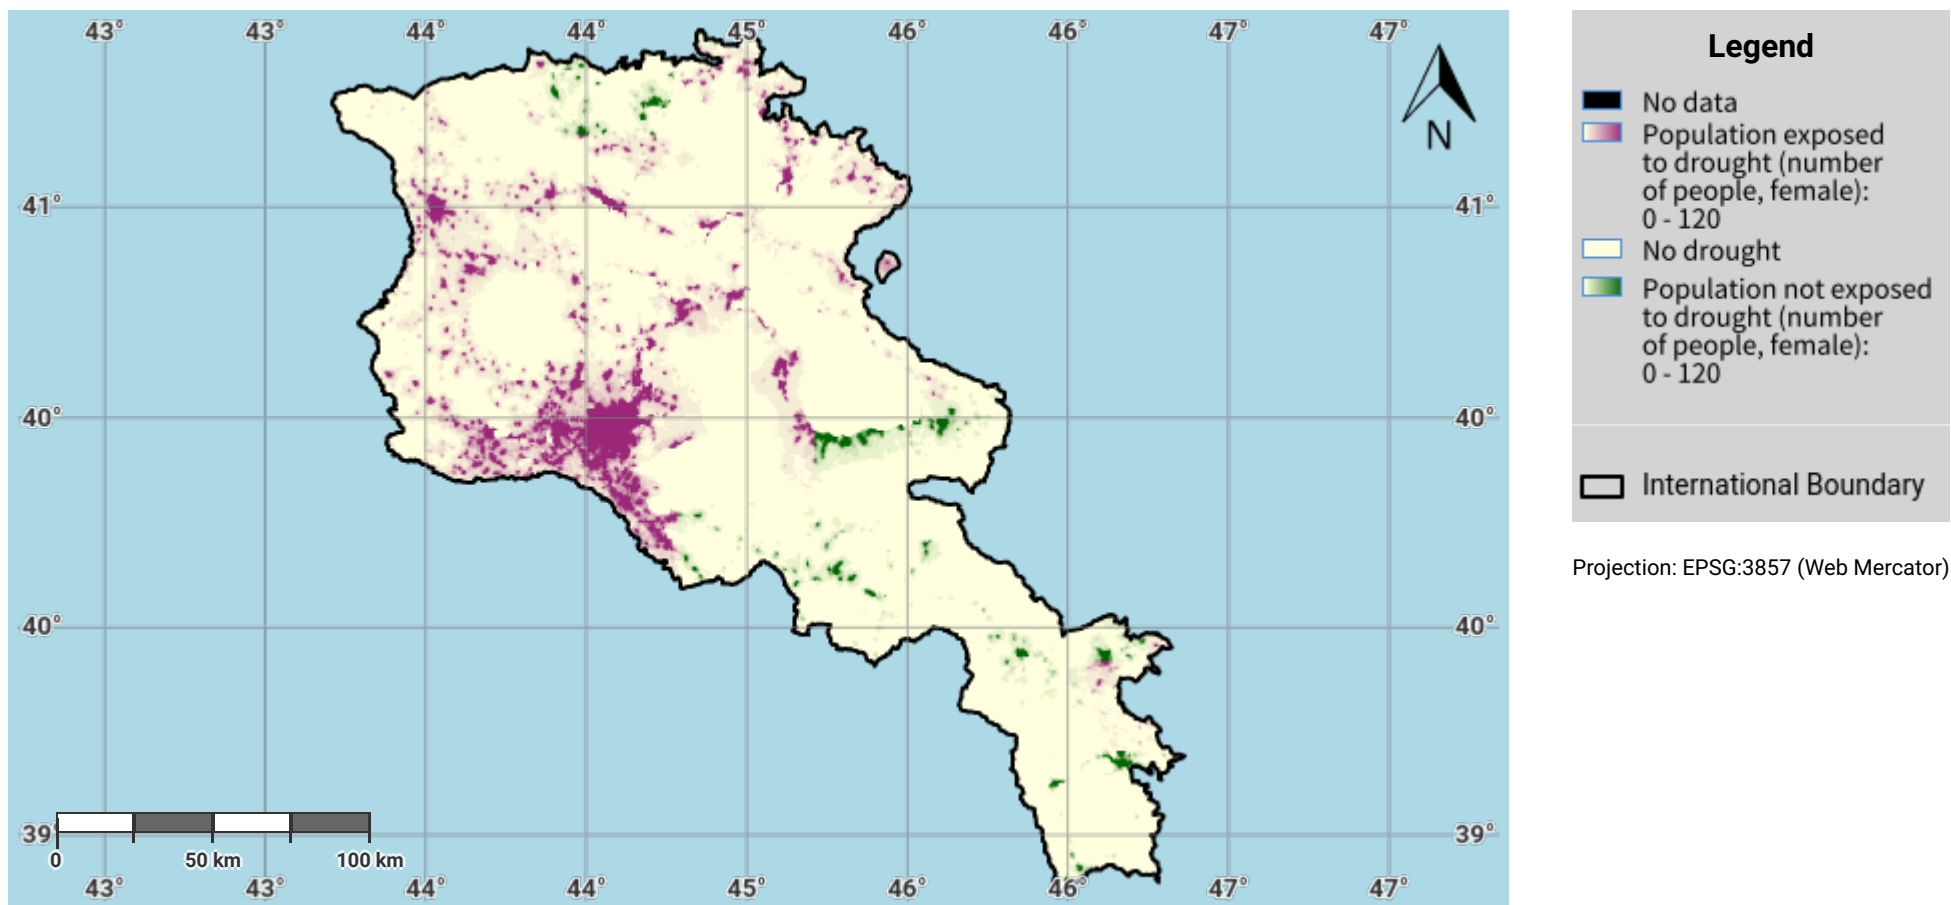 43° 43° 44° 44° 45° 46° 46° 47° 47°
N
41° 41°
40° 40°
40° 40°
39° 39°
0 50 km 100 km
43° 43° 44° 44° 45° 46° 46° 47° 47°
Legend
No data
Population exposed
to drought (number
of people, female):
0 - 120
No drought
Population not exposed
to drought (number
of people, female):
0 - 120
International Boundary
Projection: EPSG:3857 (Web Mercator)